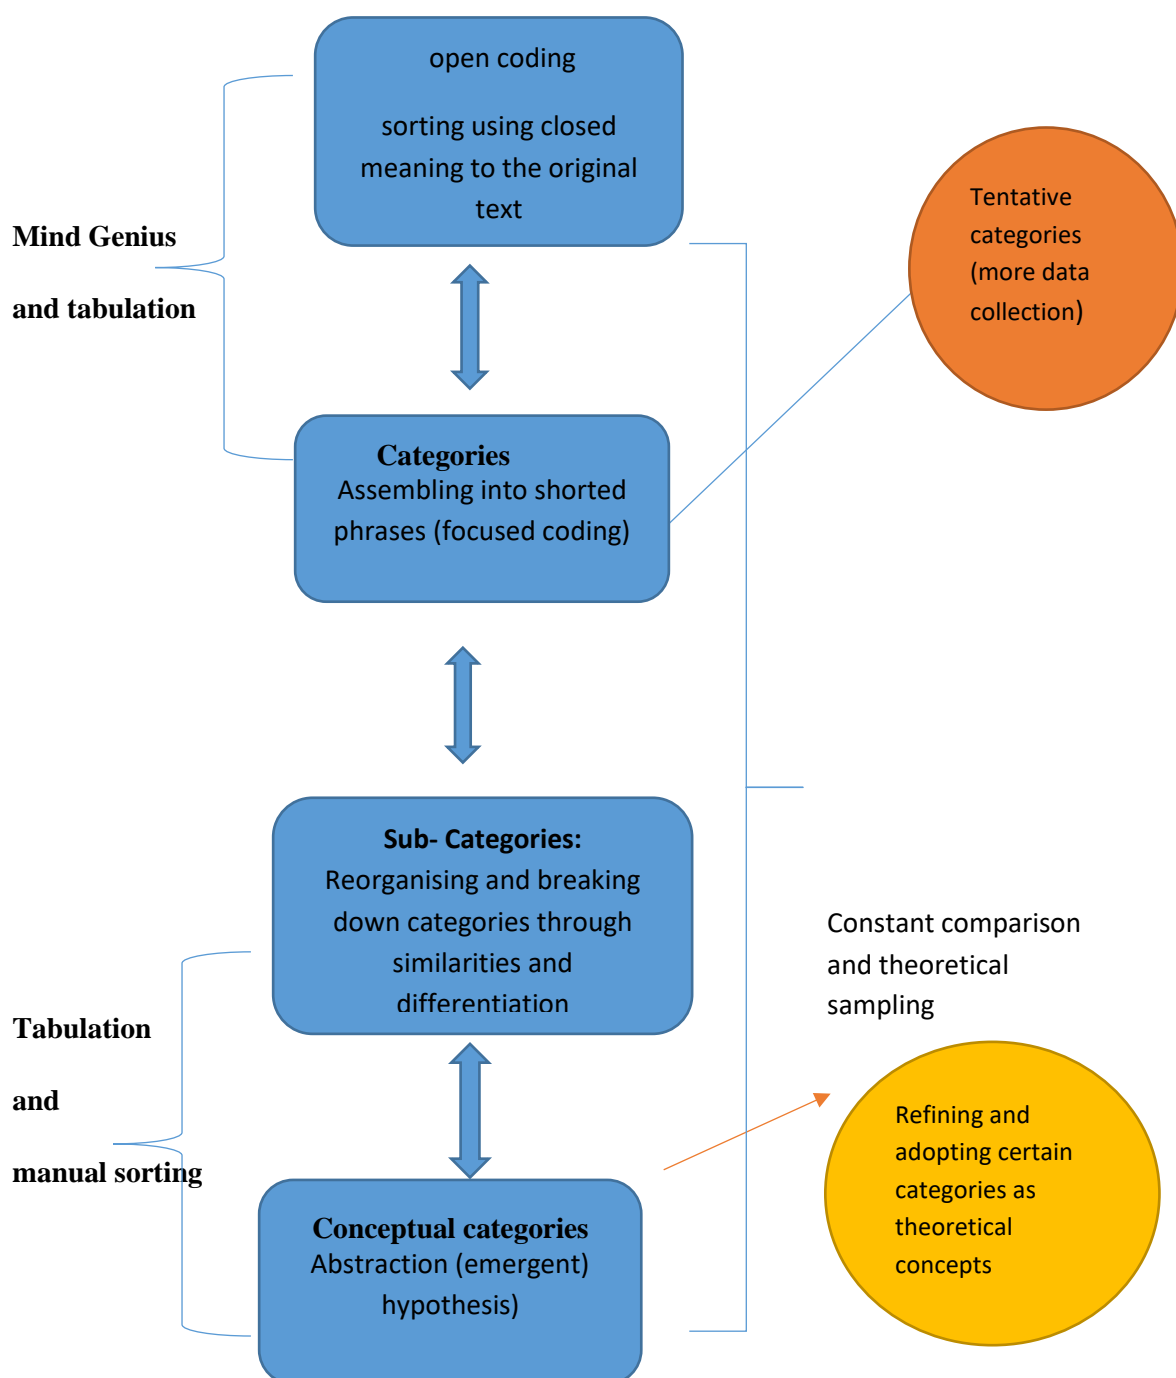 open coding
sorting using closed
meaning to the original
text
Mind Genius
and tabulation
Tentative
categories
(more data
collection)
Categories
Assembling into shorted
phrases (focused coding)
Sub- Categories:
Reorganising and breaking
down categories through
similarities and
differentiation
Constant comparison
and theoretical
sampling
Tabulation
and
manual sorting
Refining and
adopting certain
categories as
theoretical
concepts
Conceptual categories
Abstraction (emergent)
hypothesis)